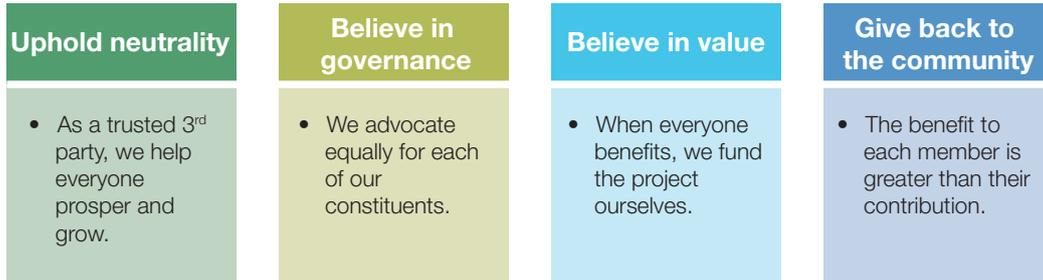 Uphold neutrality
• As a trusted 3rd
party, we help
everyone
prosper and
grow.
Believe in
governance
• We advocate
equally for each
of our
constituents.
Believe in value
• When everyone
benefits, we fund
the project
ourselves.
Give back to
the community
• The benefit to
each member is
greater than their
contribution.